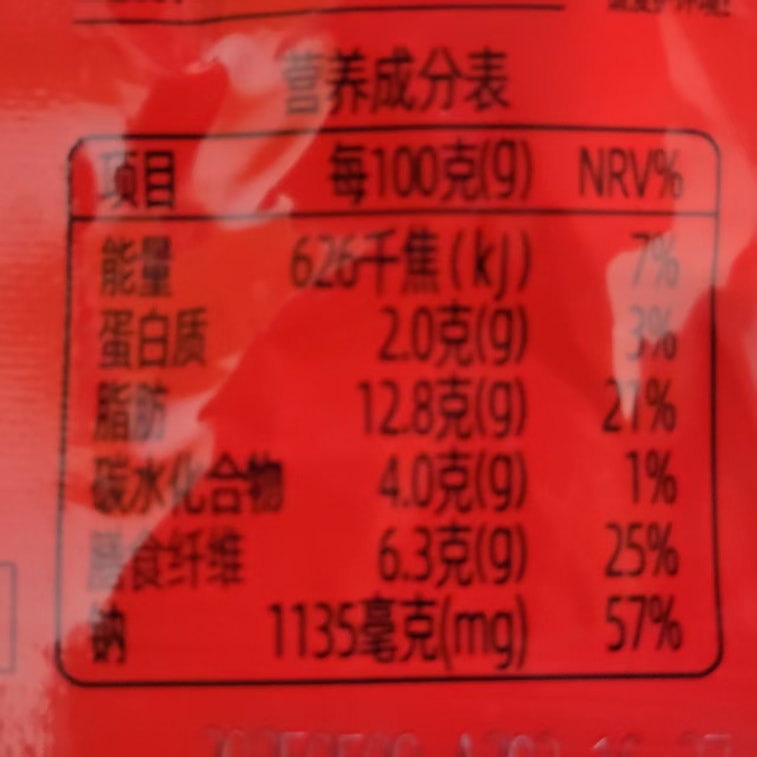 营养成分表
项目 每100克(g) NRV%
能量 626千焦(kJ) 7%
蛋白质 2.0克(g) 3%
脂肪 12.8克(g) 21%
碳水化合物 4.0克(g) 1%
膳食纤维 6.3克(g) 25%
钠 1135毫克(mg) 57%